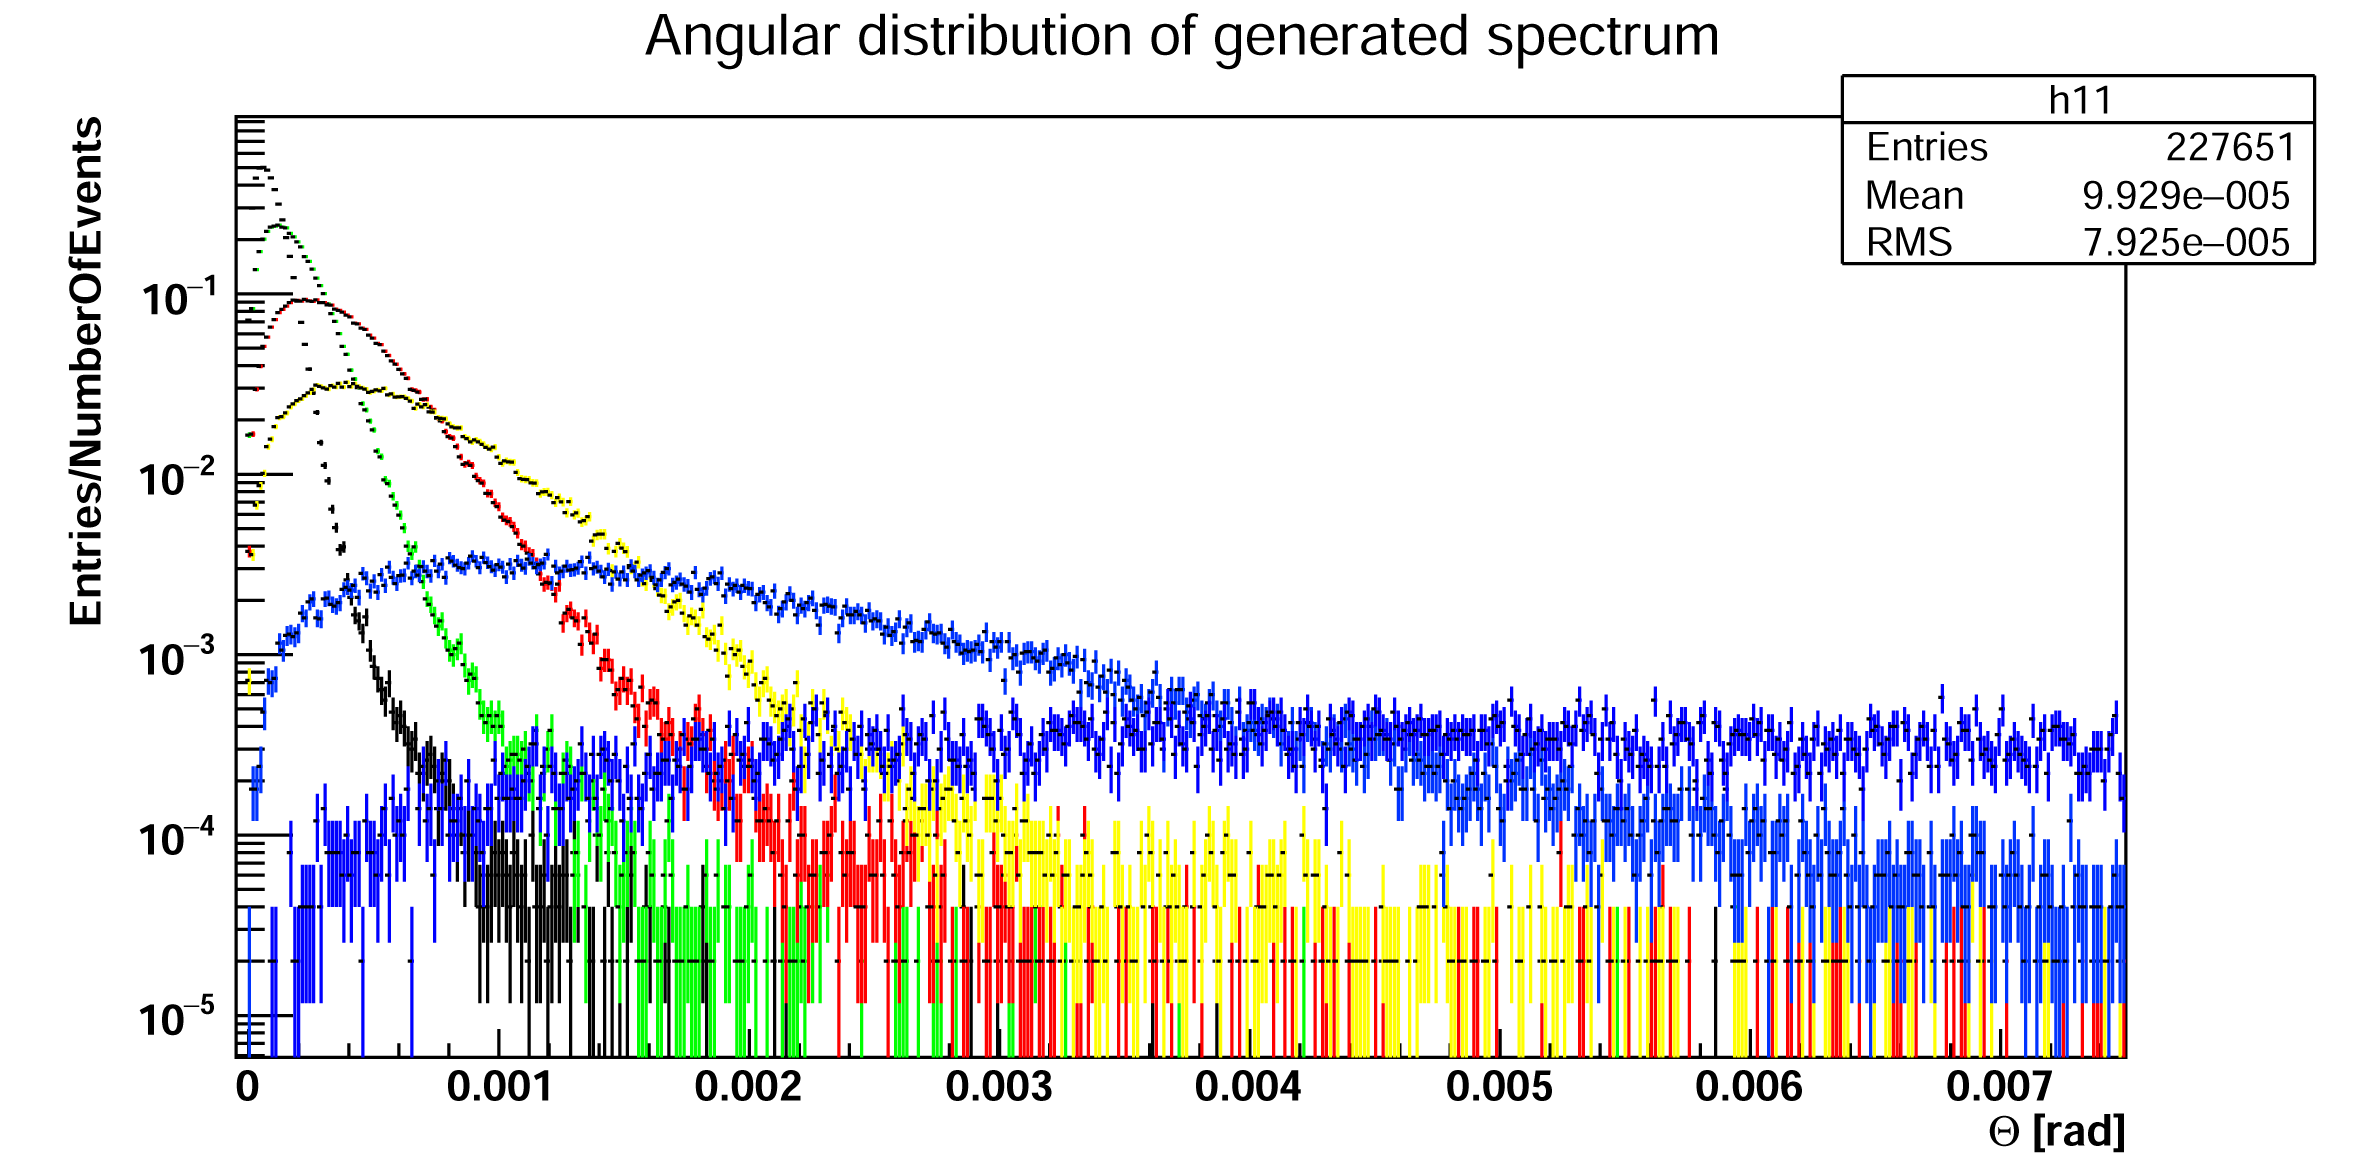 Angular distribution of generated spectrum
h11
Entries 227651
Mean 9.929e−005
RMS 7.925e−005
Entries/NumberOfEvents
10−1
10−2
10−3
10−4
10−5
0 0.001 0.002 0.003 0.004 0.005 0.006 0.007
Θ [rad]